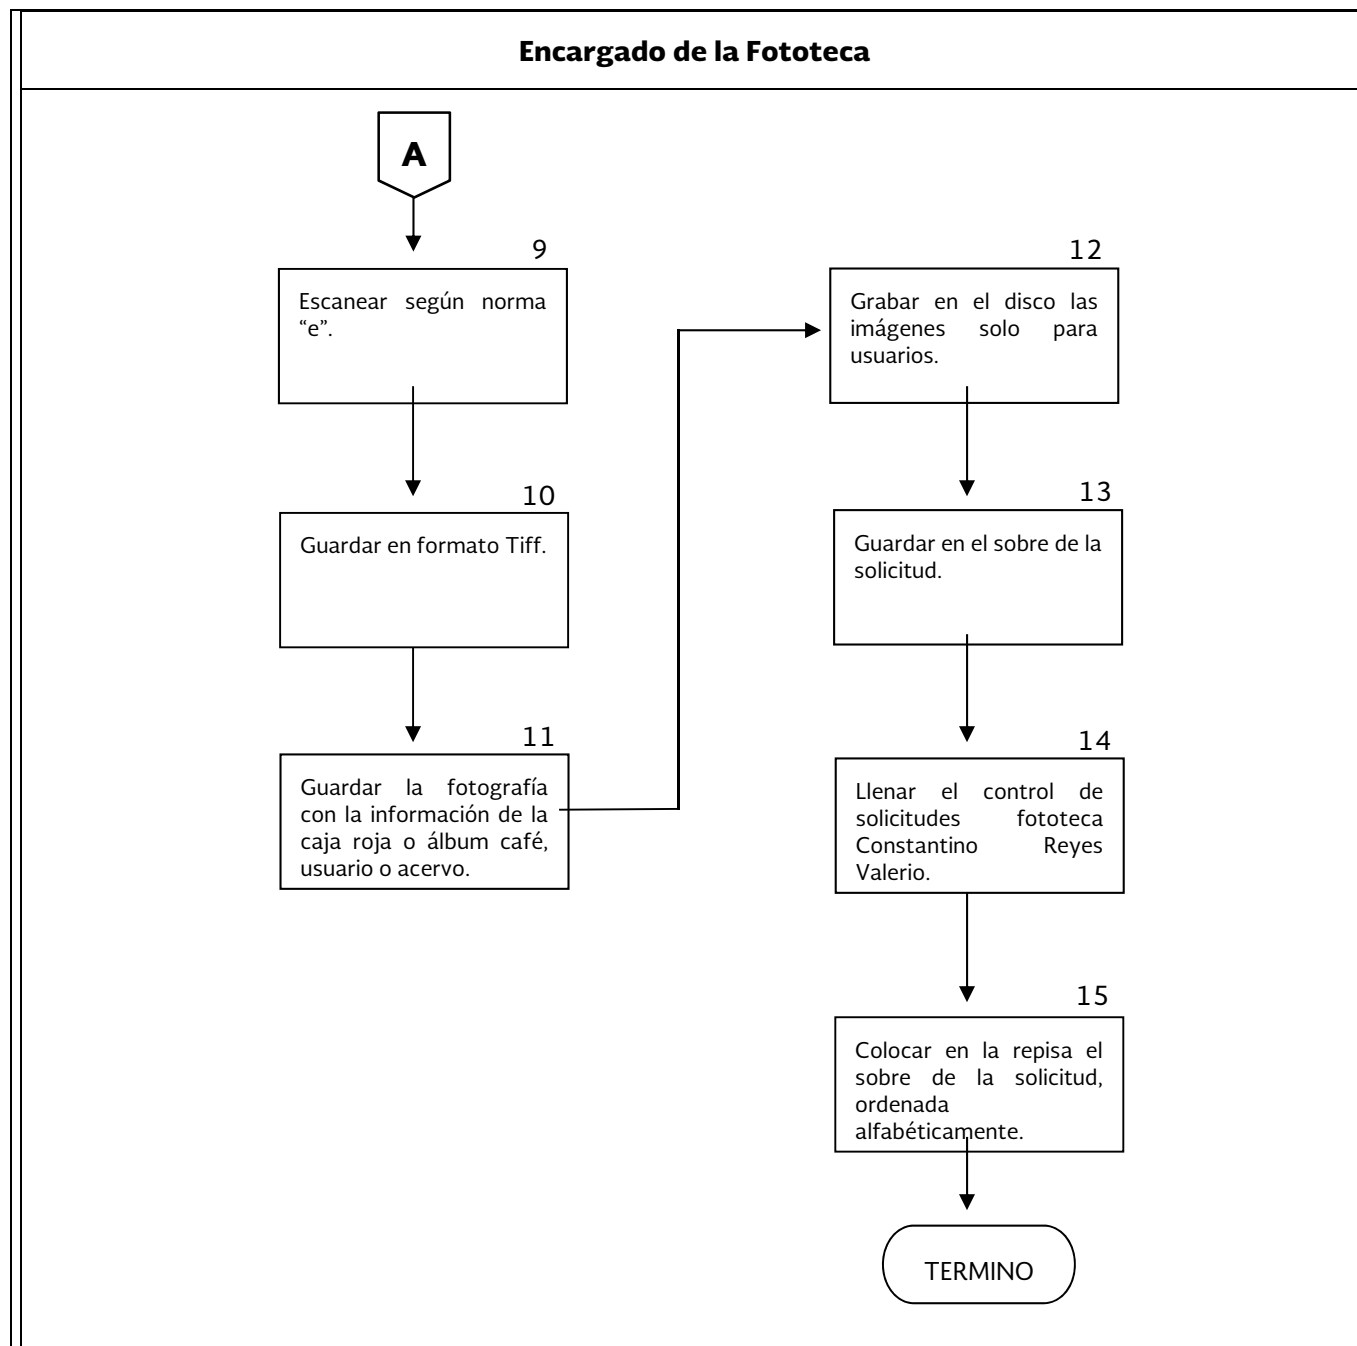 Encargado de la Fototeca
A
9
Escanear según norma
“e”.
10
Guardar en formato Tiff.
11
Guardar la fotografía
con la información de la
caja roja o álbum café,
usuario o acervo.
12
Grabar en el disco las
imágenes solo para
usuarios.
13
Guardar en el sobre de la
solicitud.
14
Llenar el control de
solicitudes fototeca
Constantino Reyes
Valerio.
15
Colocar en la repisa el
sobre de la solicitud,
ordenada
alfabéticamente.
TERMINO